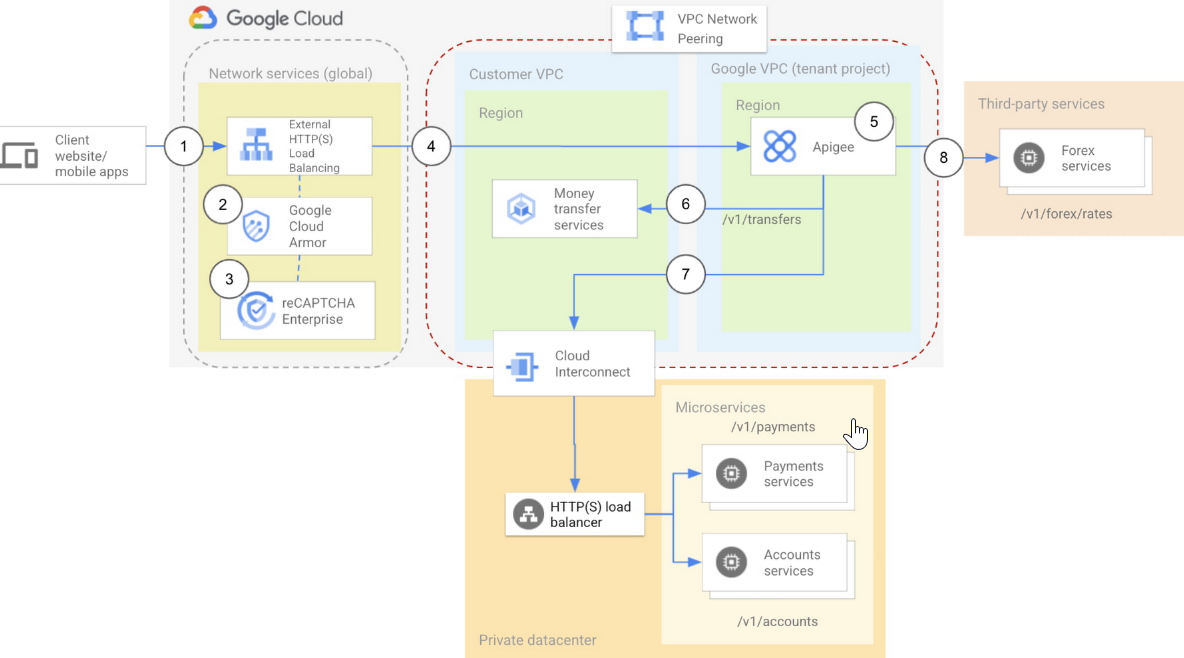 Google Cloud
VPC Network
Peering
Network services (global)
Customer VPC
Google VPC (tenant project)
Region
Region
Third-party services
Client
website/
mobile apps
1
External
HTTP(S)
Load
Balancing
4
5
Apigee
8
Forex
services
/v1/forex/rates
2
Google
Cloud
Armor
Money
transfer
services
6
/v1/transfers
3
reCAPTCHA
Enterprise
7
Cloud
Interconnect
Microservices
/v1/payments
Payments
services
HTTP(S) load
balancer
Accounts
services
/v1/accounts
Private datacenter